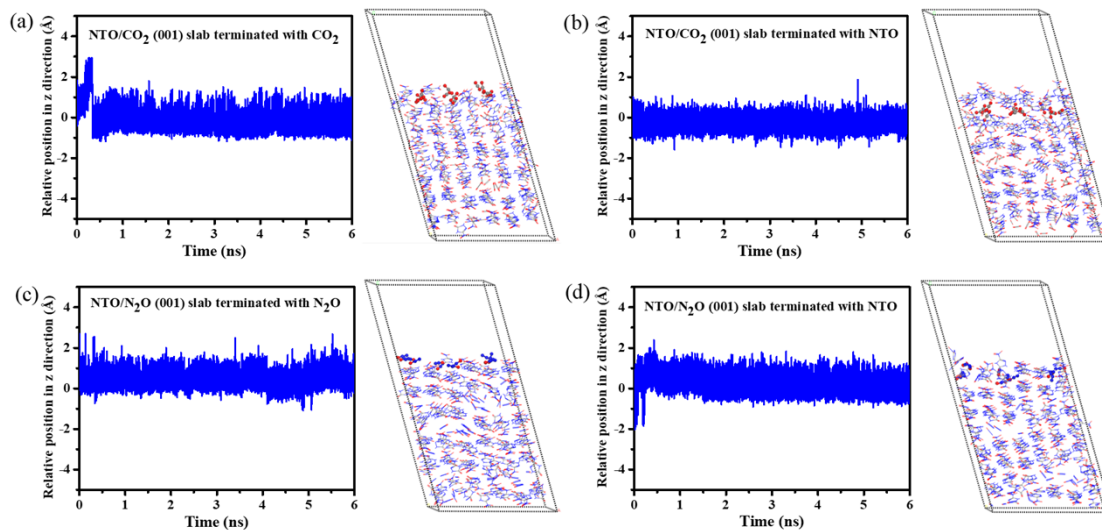 (a)
NTO/CO2 (001) slab terminated with CO2
Relative position in z direction (Å)
4
2
0
-2
-4
0 1 2 3 4 5 6
Time (ns)
(b)
NTO/CO2 (001) slab terminated with NTO
Relative position in z direction (Å)
4
2
0
-2
-4
0 1 2 3 4 5 6
Time (ns)
(c)
NTO/N2O (001) slab terminated with N2O
Relative position in z direction (Å)
4
2
0
-2
-4
0 1 2 3 4 5 6
Time (ns)
(d)
NTO/N2O (001) slab terminated with NTO
Relative position in z direction (Å)
4
2
0
-2
-4
0 1 2 3 4 5 6
Time (ns)